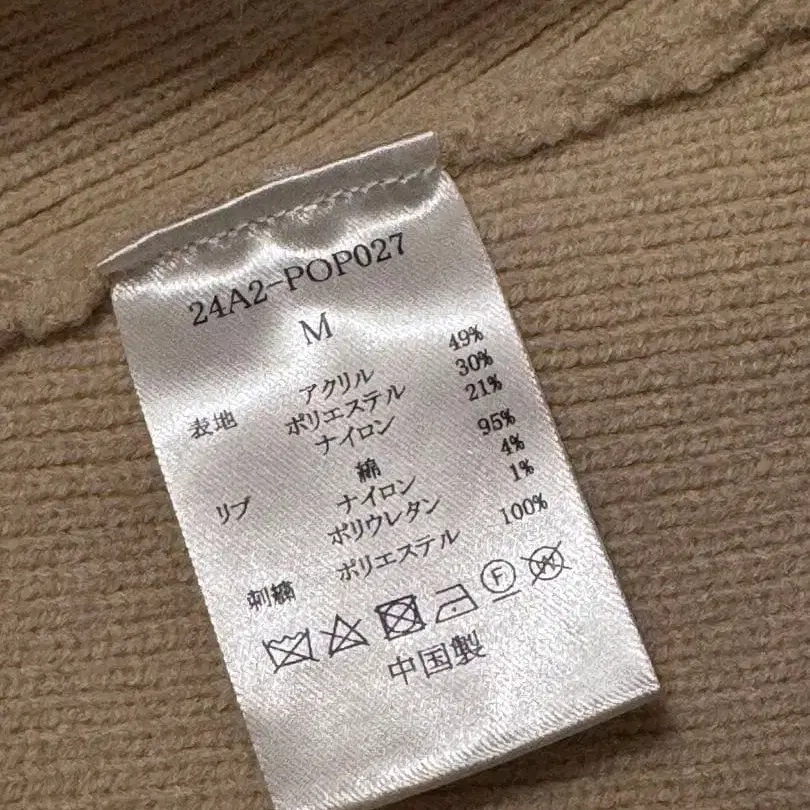 24A2-POP027
M
表地 アクリル 49%
ポリエステル 30%
ナイロン 21%
リブ 綿 95%
ナイロン 4%
ポリウレタン 1%
刺繍 ポリエステル 100%
F W
中国製